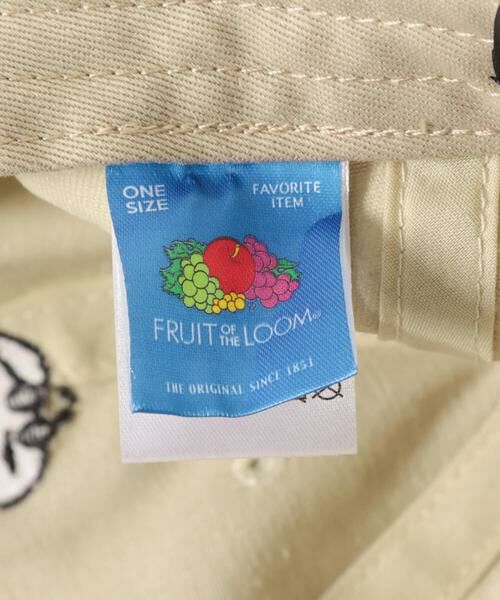 ONE SIZE
FAVORITE ITEM
FRUIT OF THE LOOM
THE ORIGINAL SINCE 1851